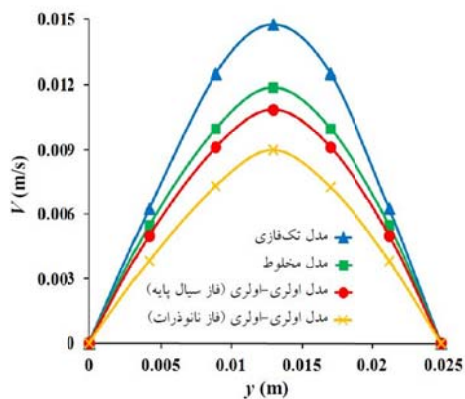 0.015
0.012
0.009
0.006
0.003
0
V (m/s)
مدل تک‌فازی
مدل مخلوط
مدل اولری-اولری (فاز سیال پایه)
مدل اولری-اولری (فاز نانوذرات)
0 0.005 0.01 0.015 0.02 0.025
y (m)